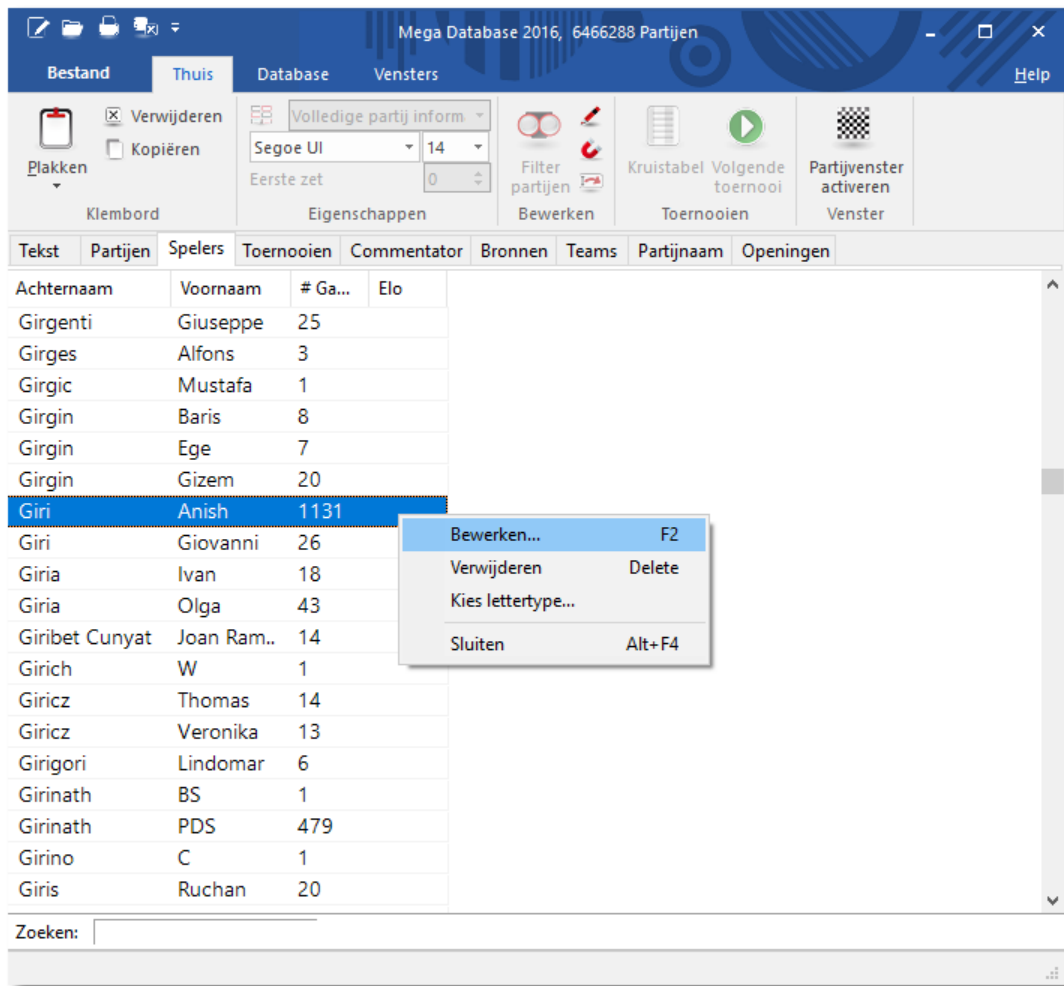 Mega Database 2016, 6466288 Partijen
Bestand Thuis Database Vensters Help
Plakken
Verwijderen
Kopiëren
Klembord
Volledige partij inform
Segoe UI 14
Eerste zet 0
Eigenschappen
Filter partijen
Bewerken
Kruistabel Volgende toernooi
Toernooien
Partijvenster activeren
Venster
Tekst Partijen Spelers Toernooien Commentator Bronnen Teams Partijnaam Openingen
Achternaam Voornaam # Ga... Elo
Girgenti Giuseppe 25
Girges Alfons 3
Girgic Mustafa 1
Girgin Baris 8
Girgin Ege 7
Girgin Gizem 20
Giri Anish 1131
Giri Giovanni 26
Giria Ivan 18
Giria Olga 43
Giribet Cunyat Joan Ram.. 14
Girich W 1
Giricz Thomas 14
Giricz Veronika 13
Girigori Lindomar 6
Girinath BS 1
Girinath PDS 479
Girino C 1
Giris Ruchan 20
Bewerken... F2
Verwijderen Delete
Kies lettertype...
Sluiten Alt+F4
Zoeken: